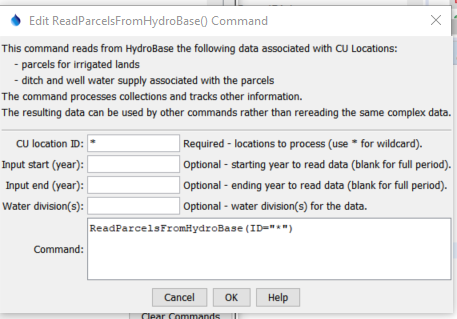 Edit ReadParcelsFromHydroBase() Command
This command reads from HydroBase the following data associated with CU Locations:
- parcels for irrigated lands
- ditch and well water supply associated with the parcels
The command processes collections and tracks other information.
The resulting data can be used by other commands rather than rereading the same complex data.
CU location ID: * Required - locations to process (use * for wildcard).
Input start (year): Optional - starting year to read data (blank for full period).
Input end (year): Optional - ending year to read data (blank for full period).
Water division(s): Optional - water division(s) for the data.
ReadParcelsFromHydroBase(ID="*")
Command:
Cancel OK Help
Clear Commands